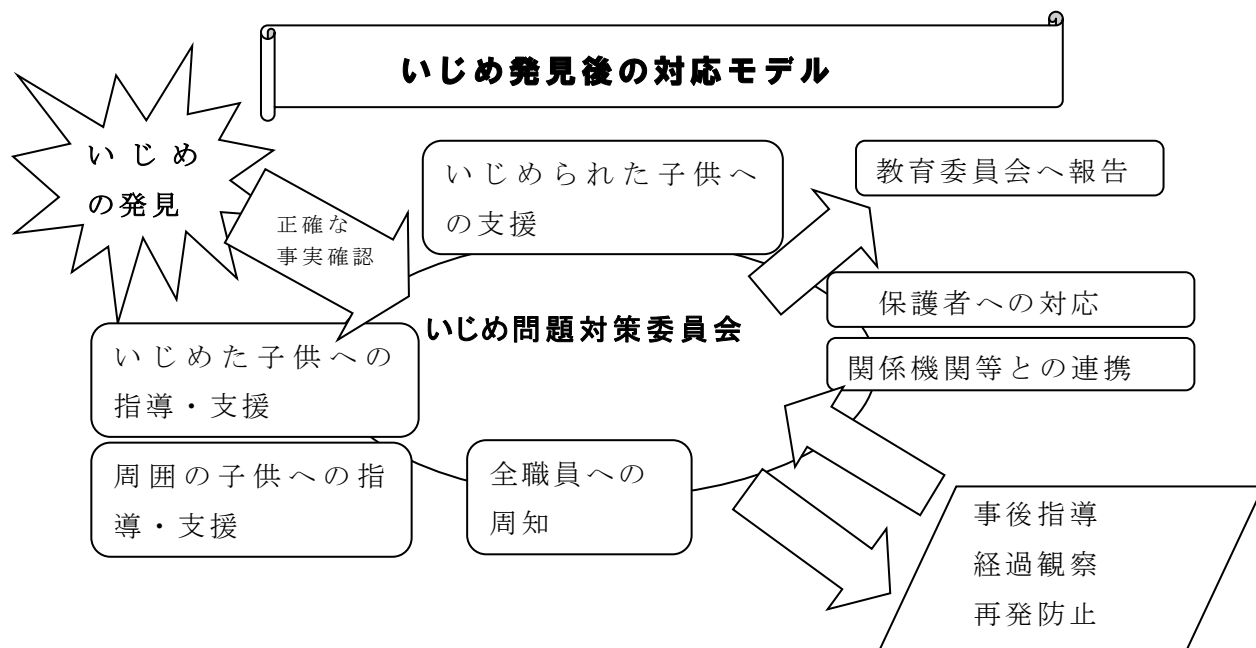 いじめ発見後の対応モデル
いじめ
の発見
正確な
事実確認
いじめられた子供へ
の支援
教育委員会へ報告
保護者への対応
関係機関等との連携
いじめ問題対策委員会
いじめた子供への
指導・支援
周囲の子供への指
導・支援
全職員への
周知
事後指導
経過観察
再発防止